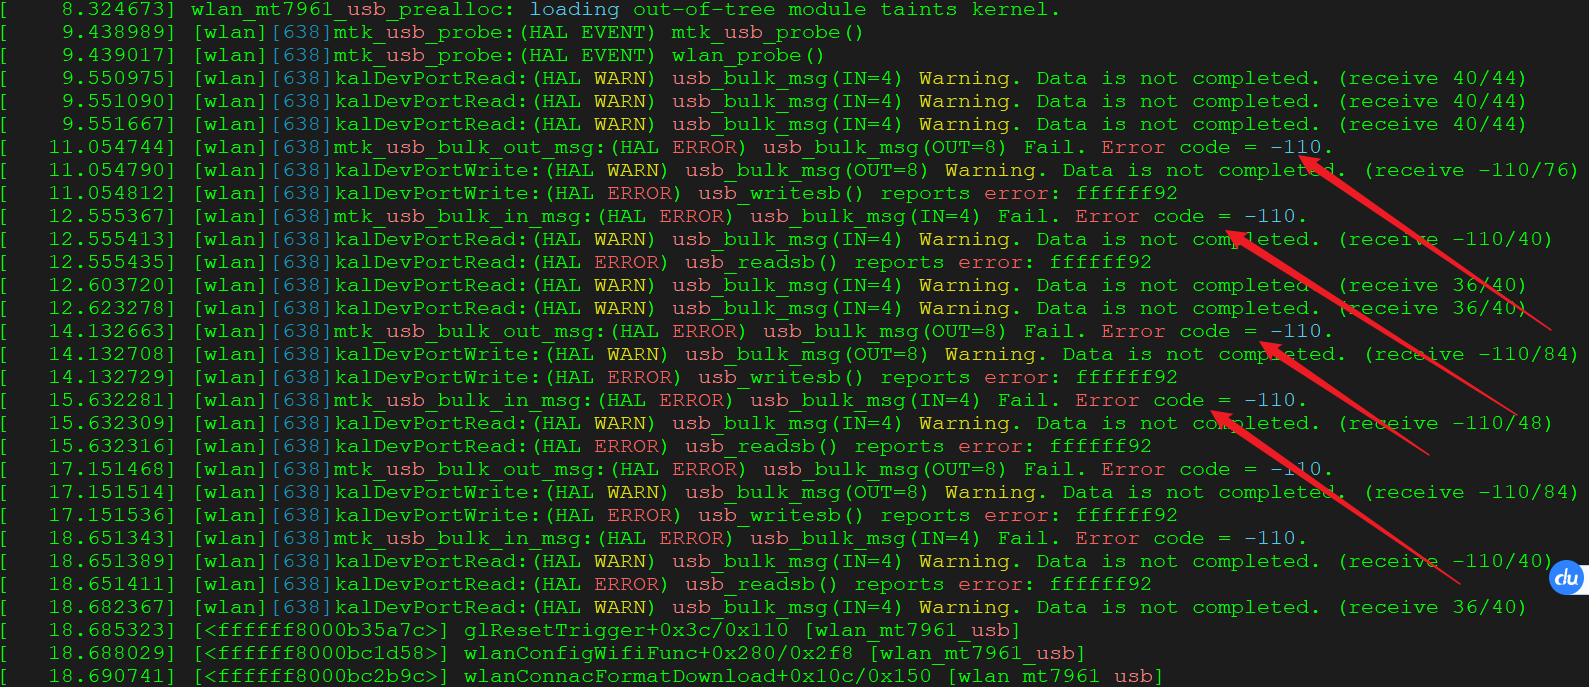 [    8.324673] wlan_mt7961_usb_prealloc: loading out-of-tree module taints kernel.
[    9.438989] [wlan][638]mtk_usb_probe:(HAL EVENT) mtk_usb_probe()
[    9.439017] [wlan][638]mtk_usb_probe:(HAL EVENT) wlan_probe()
[    9.550975] [wlan][638]kalDevPortRead:(HAL WARN) usb_bulk_msg(IN=4) Warning. Data is not completed. (receive 40/44)
[    9.551090] [wlan][638]kalDevPortRead:(HAL WARN) usb_bulk_msg(IN=4) Warning. Data is not completed. (receive 40/44)
[    9.551667] [wlan][638]kalDevPortRead:(HAL WARN) usb_bulk_msg(IN=4) Warning. Data is not completed. (receive 40/44)
[   11.054744] [wlan][638]mtk_usb_bulk_out_msg:(HAL ERROR) usb_bulk_msg(OUT=8) Fail. Error code = -110.
[   11.054790] [wlan][638]kalDevPortWrite:(HAL WARN) usb_bulk_msg(OUT=8) Warning. Data is not completed. (receive -110/76)
[   11.054812] [wlan][638]kalDevPortWrite:(HAL ERROR) usb_writesb() reports error: ffffff92
[   12.555367] [wlan][638]mtk_usb_bulk_in_msg:(HAL ERROR) usb_bulk_msg(IN=4) Fail. Error code = -110.
[   12.555413] [wlan][638]kalDevPortRead:(HAL WARN) usb_bulk_msg(IN=4) Warning. Data is not completed. (receive -110/40)
[   12.555435] [wlan][638]kalDevPortRead:(HAL ERROR) usb_readsb() reports error: ffffff92
[   12.603720] [wlan][638]kalDevPortRead:(HAL WARN) usb_bulk_msg(IN=4) Warning. Data is not completed. (receive 36/40)
[   12.623278] [wlan][638]kalDevPortRead:(HAL WARN) usb_bulk_msg(IN=4) Warning. Data is not completed. (receive 36/40)
[   14.132663] [wlan][638]mtk_usb_bulk_out_msg:(HAL ERROR) usb_bulk_msg(OUT=8) Fail. Error code = -110.
[   14.132708] [wlan][638]kalDevPortWrite:(HAL WARN) usb_bulk_msg(OUT=8) Warning. Data is not completed. (receive -110/84)
[   14.132729] [wlan][638]kalDevPortWrite:(HAL ERROR) usb_writesb() reports error: ffffff92
[   15.632281] [wlan][638]mtk_usb_bulk_in_msg:(HAL ERROR) usb_bulk_msg(IN=4) Fail. Error code = -110.
[   15.632309] [wlan][638]kalDevPortRead:(HAL WARN) usb_bulk_msg(IN=4) Warning. Data is not completed. (receive -110/48)
[   15.632316] [wlan][638]kalDevPortRead:(HAL ERROR) usb_readsb() reports error: ffffff92
[   17.151468] [wlan][638]mtk_usb_bulk_out_msg:(HAL ERROR) usb_bulk_msg(OUT=8) Fail. Error code = -110.
[   17.151514] [wlan][638]kalDevPortWrite:(HAL WARN) usb_bulk_msg(OUT=8) Warning. Data is not completed. (receive -110/84)
[   17.151536] [wlan][638]kalDevPortWrite:(HAL ERROR) usb_writesb() reports error: ffffff92
[   18.651343] [wlan][638]mtk_usb_bulk_in_msg:(HAL ERROR) usb_bulk_msg(IN=4) Fail. Error code = -110.
[   18.651389] [wlan][638]kalDevPortRead:(HAL WARN) usb_bulk_msg(IN=4) Warning. Data is not completed. (receive -110/40)
[   18.651411] [wlan][638]kalDevPortRead:(HAL ERROR) usb_readsb() reports error: ffffff92
du
[   18.682367] [wlan][638]kalDevPortRead:(HAL WARN) usb_bulk_msg(IN=4) Warning. Data is not completed. (receive 36/40)
[   18.685323] [<ffffff8000b35a7c>] glResetTrigger+0x3c/0x110 [wlan_mt7961_usb]
[   18.688029] [<ffffff8000bc1d58>] wlanConfigWifiFunc+0x280/0x2f8 [wlan_mt7961_usb]
[   18.690741] [<ffffff8000bc2b9c>] wlanConnacFormatDownload+0x10c/0x150 [wlan_mt7961_usb]